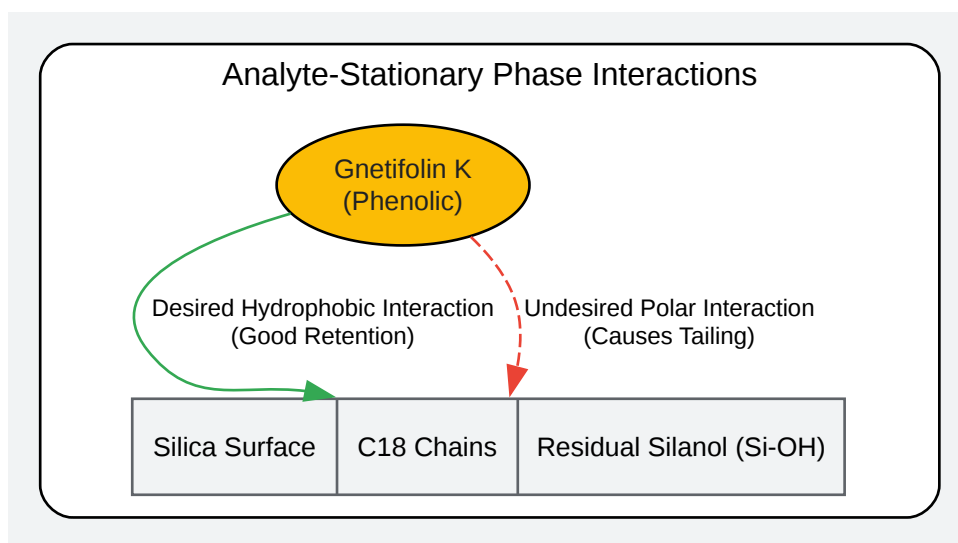 Analyte-Stationary Phase Interactions
Gnetifolin K
(Phenolic)
Desired Hydrophobic Interaction
(Good Retention)
Undesired Polar Interaction
(Causes Tailing)
Silica Surface
C18 Chains
Residual Silanol (Si-OH)